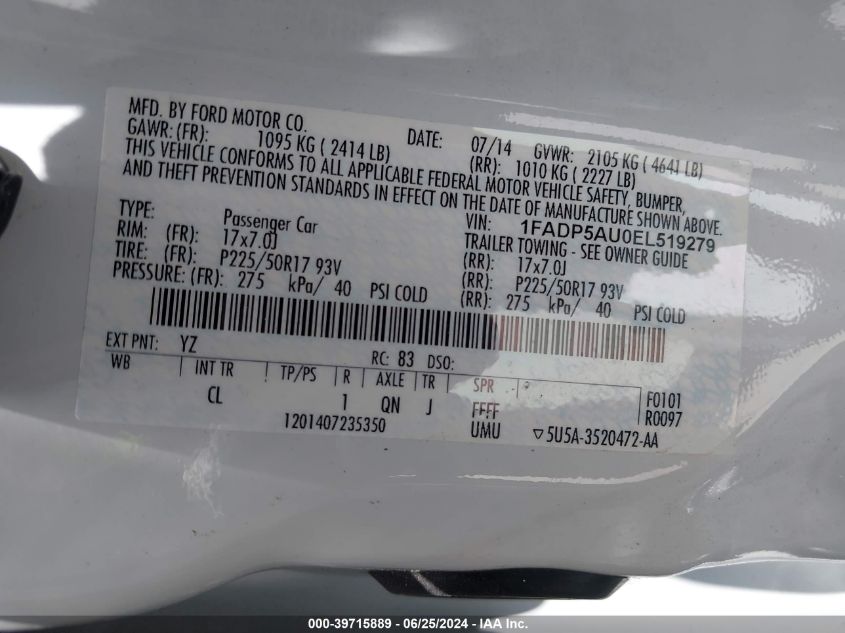 MFD. BY FORD MOTOR CO. DATE: 07/14 GVWR: 2105 KG ( 4641 LB)
GAWR: (FR): 1095 KG ( 2414 LB) (RR): 1010 KG ( 2227 LB)
THIS VEHICLE CONFORMS TO ALL APPLICABLE FEDERAL MOTOR VEHICLE SAFETY, BUMPER,
AND THEFT PREVENTION STANDARDS IN EFFECT ON THE DATE OF MANUFACTURE SHOWN ABOVE.
VIN: 1FADP5AU0EL519279
TYPE: Passenger Car TRAILER TOWING - SEE OWNER GUIDE
RIM: (FR): 17x7.0J (RR): 17x7.0J
TIRE: (FR): P225/50R17 93V (RR): P225/50R17 93V
PRESSURE: (FR): 275 kPa/ 40 PSI COLD (RR): 275 kPa/ 40 PSI COLD
EXT PNT: YZ RC: 83 DSO:
WB INT TR TP/PS R AXLE TR SPR F0101
CL 1 QN J FFFF R0097
1201407235350 UMU ▽5U5A-3520472-AA
000-39715889 - 06/25/2024 - IAA Inc.